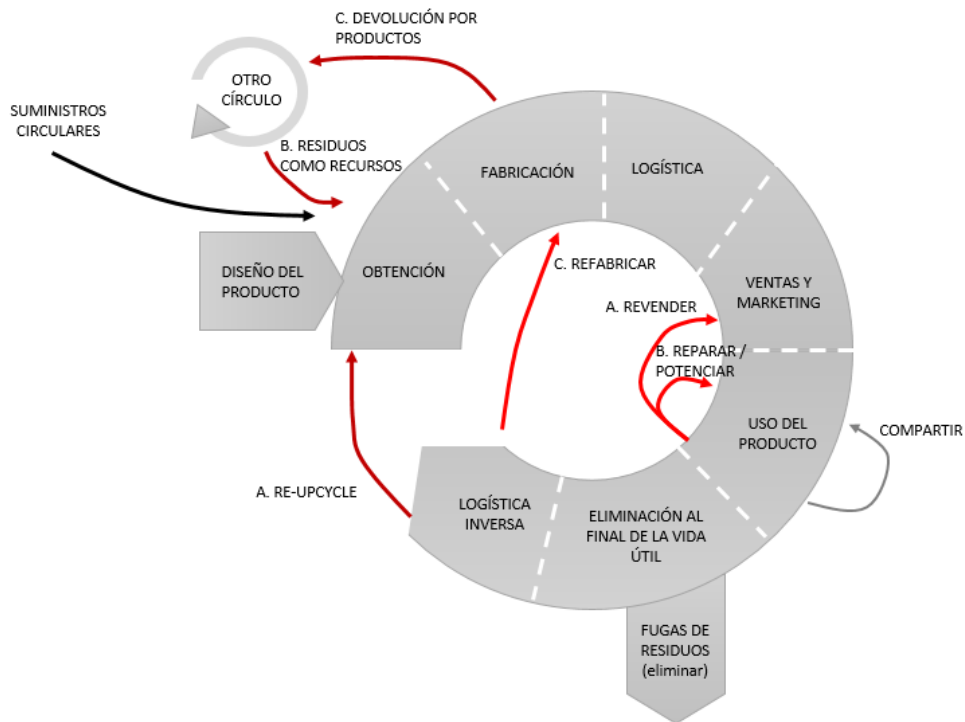 C. DEVOLUCIÓN POR
PRODUCTOS
OTRO
CÍRCULO
SUMINISTROS
CIRCULARES
B. RESIDUOS
COMO RECURSOS
FABRICACIÓN
LOGÍSTICA
DISEÑO DEL
PRODUCTO
OBTENCIÓN
C. REFABRICAR
VENTAS Y
MARKETING
A. REVENDER
B. REPARAR /
POTENCIAR
USO DEL
PRODUCTO
COMPARTIR
A. RE-UPCYCLE
LOGÍSTICA
INVERSA
ELIMINACIÓN AL
FINAL DE LA VIDA
ÚTIL
FUGAS DE
RESIDUOS
(eliminar)